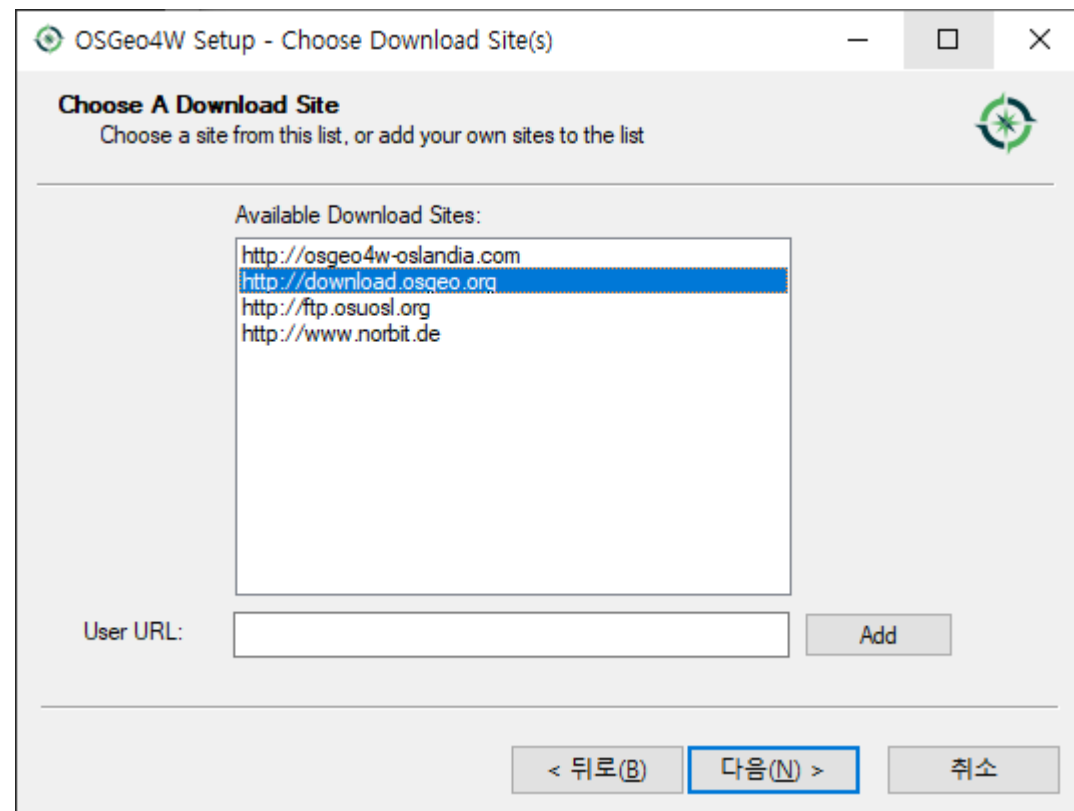 OSGeo4W Setup - Choose Download Site(s)
Choose A Download Site
Choose a site from this list, or add your own sites to the list
Available Download Sites:
http://osgeo4w-oslandia.com
http://download.osgeo.org
http://ftp.osuosl.org
http://www.norbit.de
User URL:
Add
< 뒤로(B)
다음(N) >
취소